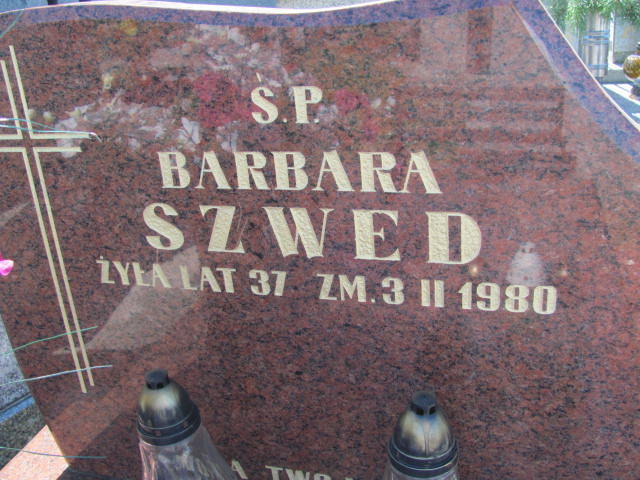 Ś.P.
BARBARA
SZWED
ŻYŁA LAT 37 ZM. 3 II 1980